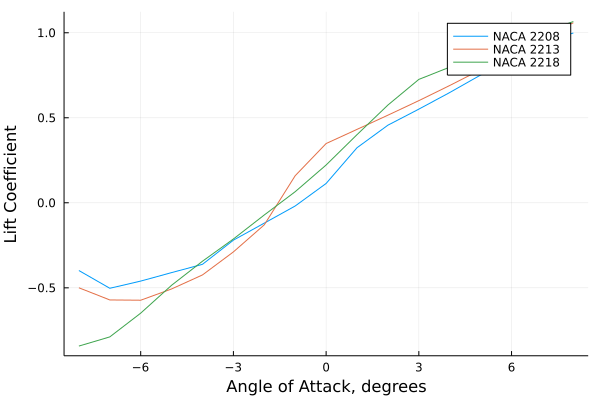 1.0
0.5
0.0
−0.5
−6
−3
0
3
6
Lift Coefficient
Angle of Attack, degrees
NACA 2208
NACA 2213
NACA 2218